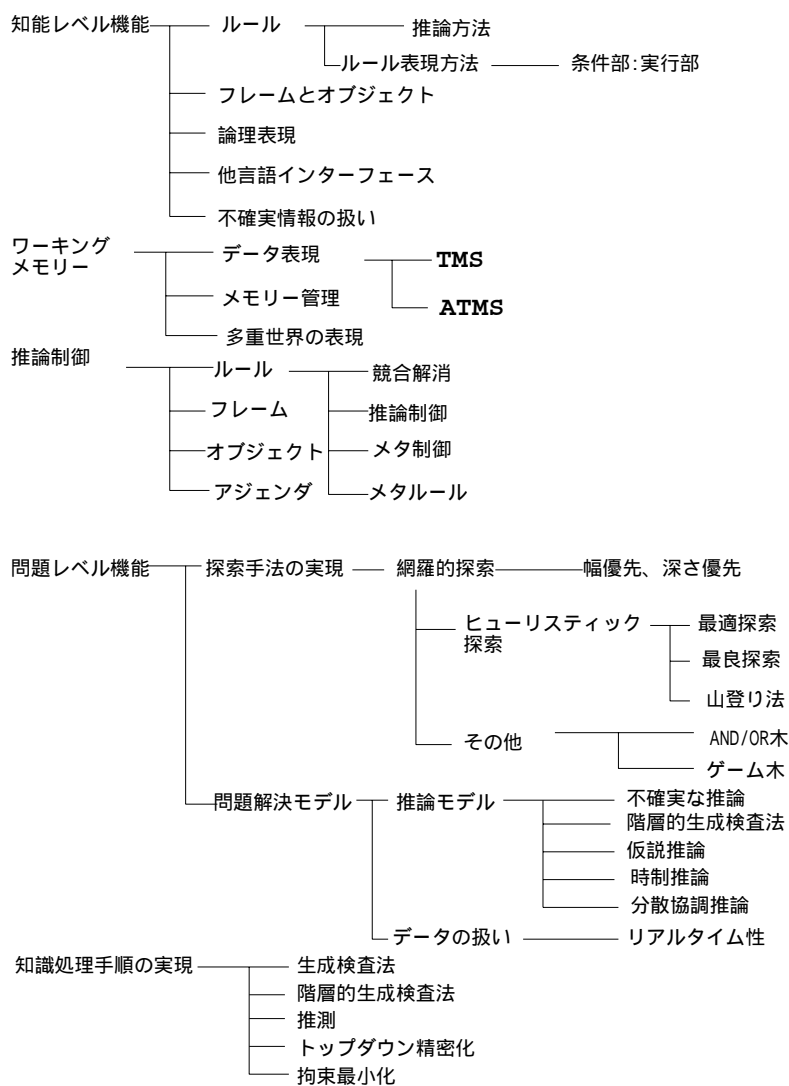 知能レベル機能 ルール 推論方法
ルール表現方法 条件部:実行部
フレームとオブジェクト
論理表現
他言語インターフェース
不確実情報の扱い
ワーキング
メモリー
データ表現 TMS
メモリー管理 ATMS
多重世界の表現
推論制御 ルール 競合解消
フレーム 推論制御
オブジェクト メタ制御
アジェンダ メタルール
問題レベル機能 探索手法の実現 網羅的探索 幅優先、深さ優先
ヒューリスティック
探索
最適探索
最良探索
山登り法
その他 AND/OR木
ゲーム木
問題解決モデル 推論モデル 不確実な推論
階層的生成検査法
仮説推論
時制推論
分散協調推論
データの扱い リアルタイム性
知識処理手順の実現 生成検査法
階層的生成検査法
推測
トップダウン精密化
拘束最小化